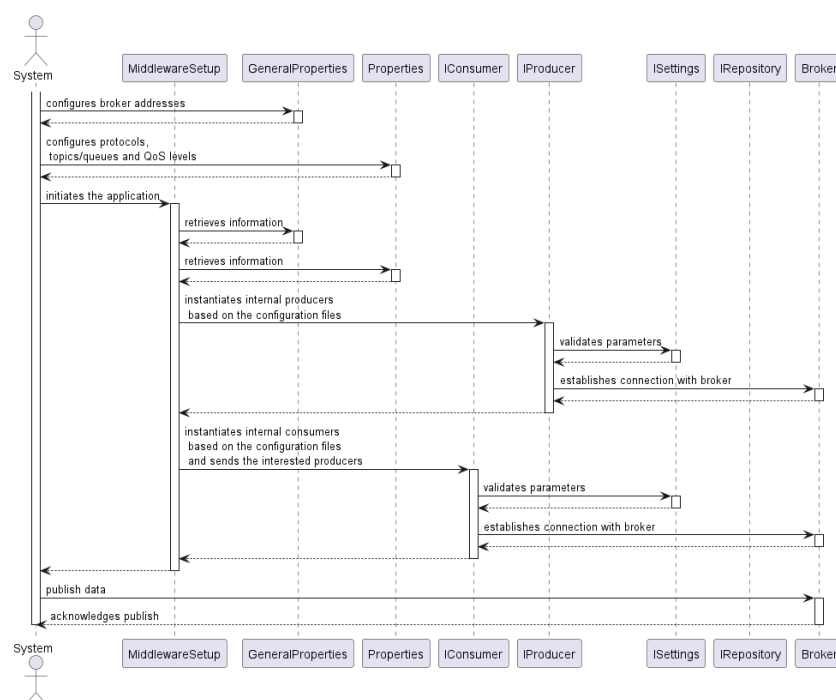 System
MiddlewareSetup
GeneralProperties
Properties
IConsumer
IProducer
ISettings
IRepository
Broker
configures broker addresses
configures protocols,
topics/queues and QoS levels
initiates the application
retrieves information
retrieves information
instantiates internal producers
based on the configuration files
validates parameters
establishes connection with broker
instantiates internal consumers
based on the configuration files
and sends the interested producers
validates parameters
establishes connection with broker
publish data
acknowledges publish
System
MiddlewareSetup
GeneralProperties
Properties
IConsumer
IProducer
ISettings
IRepository
Broker